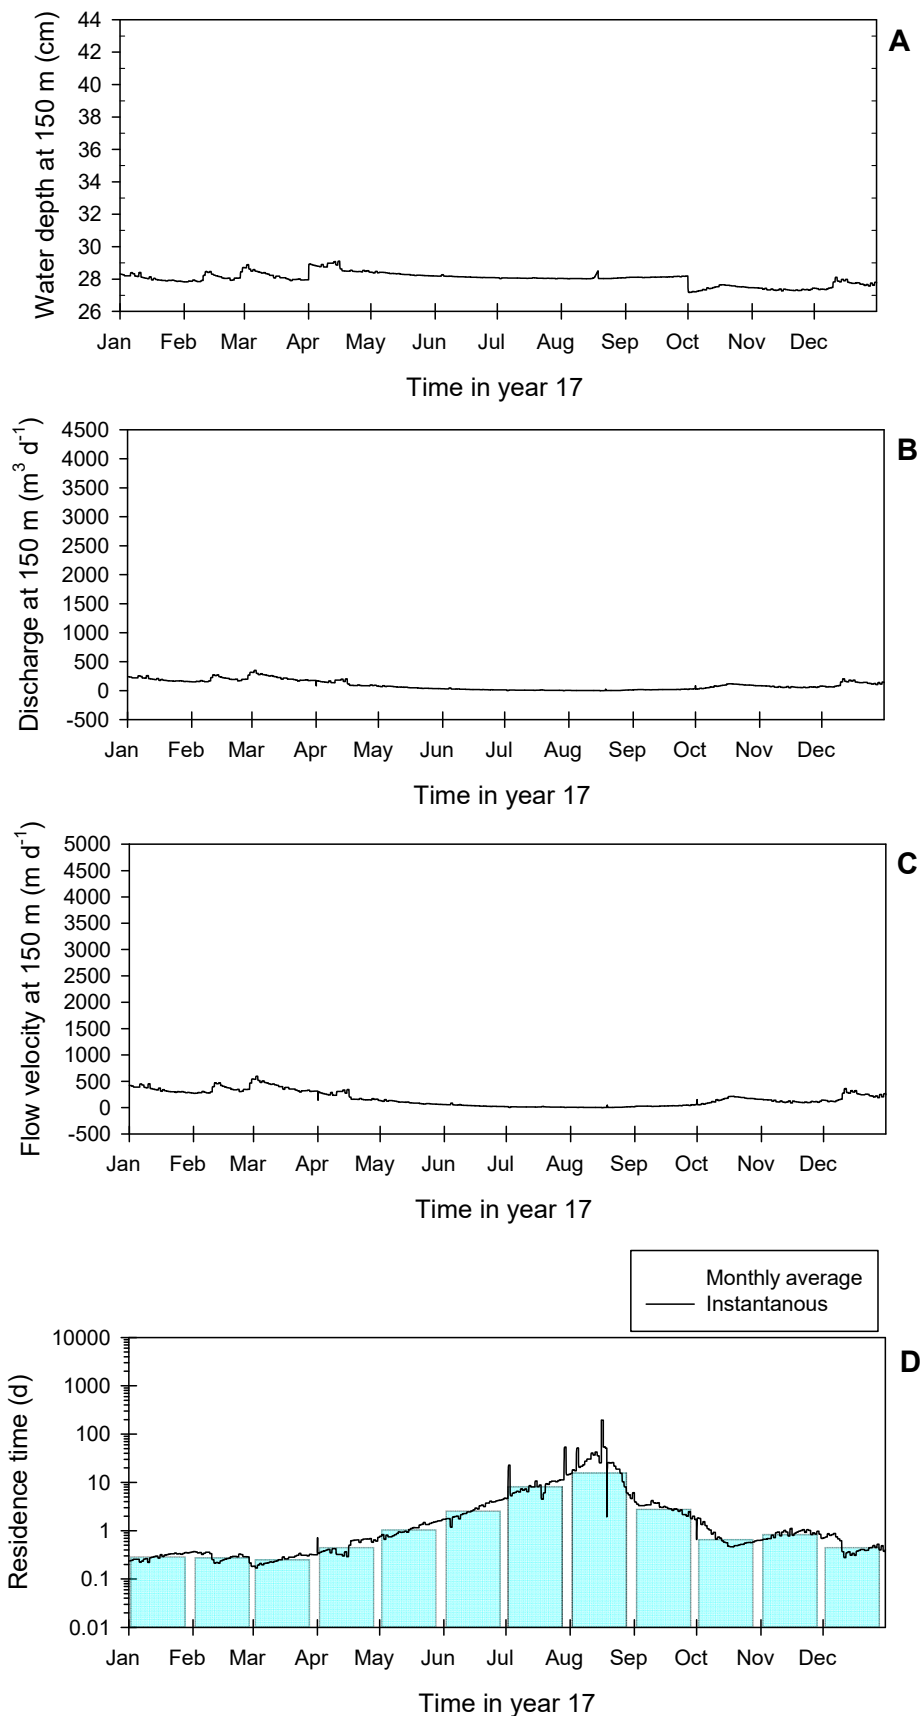 A
Water depth at 150 m (cm)
44
42
40
38
36
34
32
30
28
26
Jan Feb Mar Apr May Jun Jul Aug Sep Oct Nov Dec
Time in year 17
B
Discharge at 150 m (m³ d⁻¹)
4500
4000
3500
3000
2500
2000
1500
1000
500
0
-500
Jan Feb Mar Apr May Jun Jul Aug Sep Oct Nov Dec
Time in year 17
C
Flow velocity at 150 m (m d⁻¹)
5000
4500
4000
3500
3000
2500
2000
1500
1000
500
0
-500
Jan Feb Mar Apr May Jun Jul Aug Sep Oct Nov Dec
Time in year 17
Monthly average
Instantanous
D
Residence time (d)
10000
1000
100
10
1
0.1
0.01
Jan Feb Mar Apr May Jun Jul Aug Sep Oct Nov Dec
Time in year 17